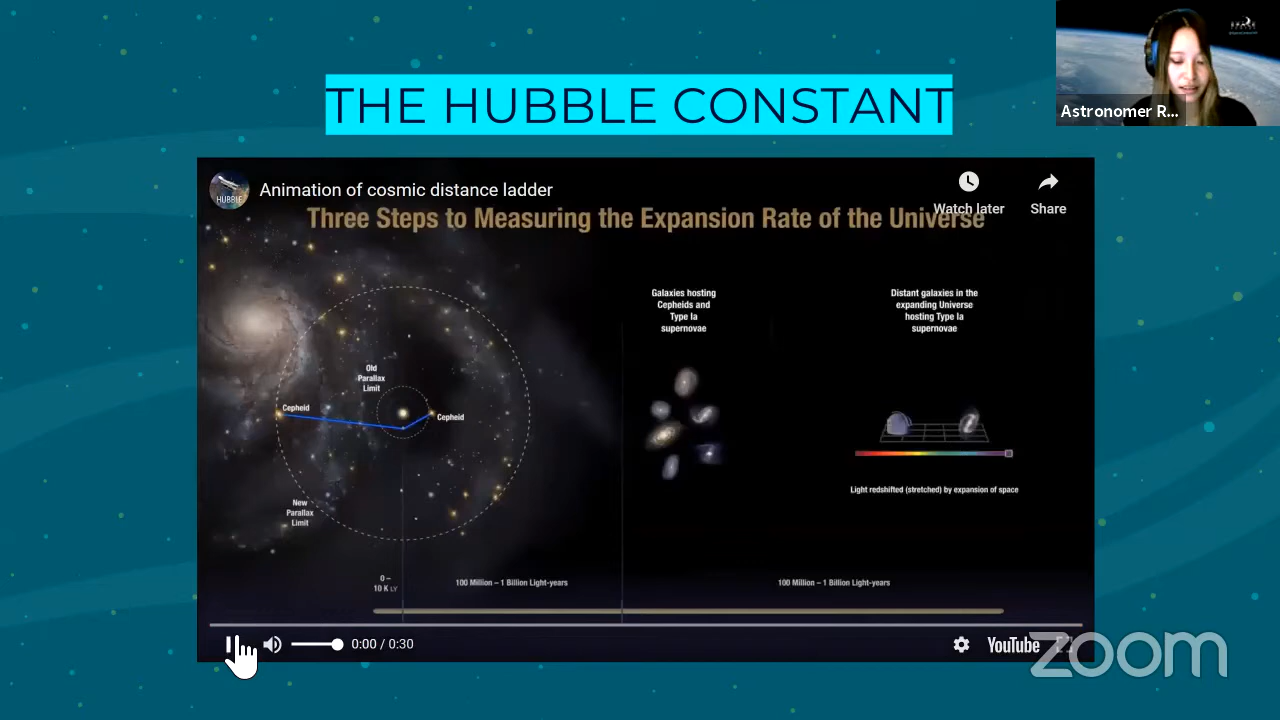 THE HUBBLE CONSTANT
Astronomer R...
HUBBLE
Animation of cosmic distance ladder
Watch later
Share
Three Steps to Measuring the Expansion Rate of the Universe
Galaxies hosting
Cepheids and
Type Ia
supernovae
Distant galaxies in the
expanding Universe
hosting Type Ia
supernovae
Old
Parallax
Limit
Cepheid
Cepheid
New
Parallax
Limit
Light redshifted (stretched) by expansion of space
0 –
10 K LY
100 Million – 1 Billion Light-years
100 Million – 1 Billion Light-years
0:00 / 0:30
YouTube
zoom